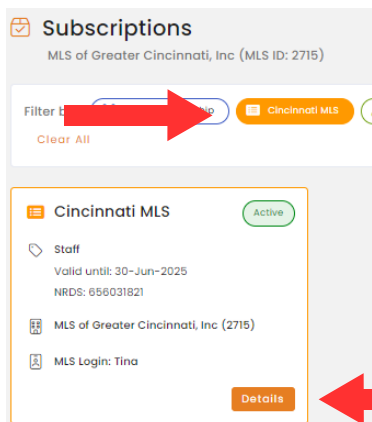 Subscriptions
MLS of Greater Cincinnati, Inc (MLS ID: 2715)
Filter
Cincinnati MLS
Clear All
Cincinnati MLS
Active
Staff
Valid until: 30-Jun-2025
NRDS: 656031821
MLS of Greater Cincinnati, Inc (2715)
MLS Login: Tina
Details